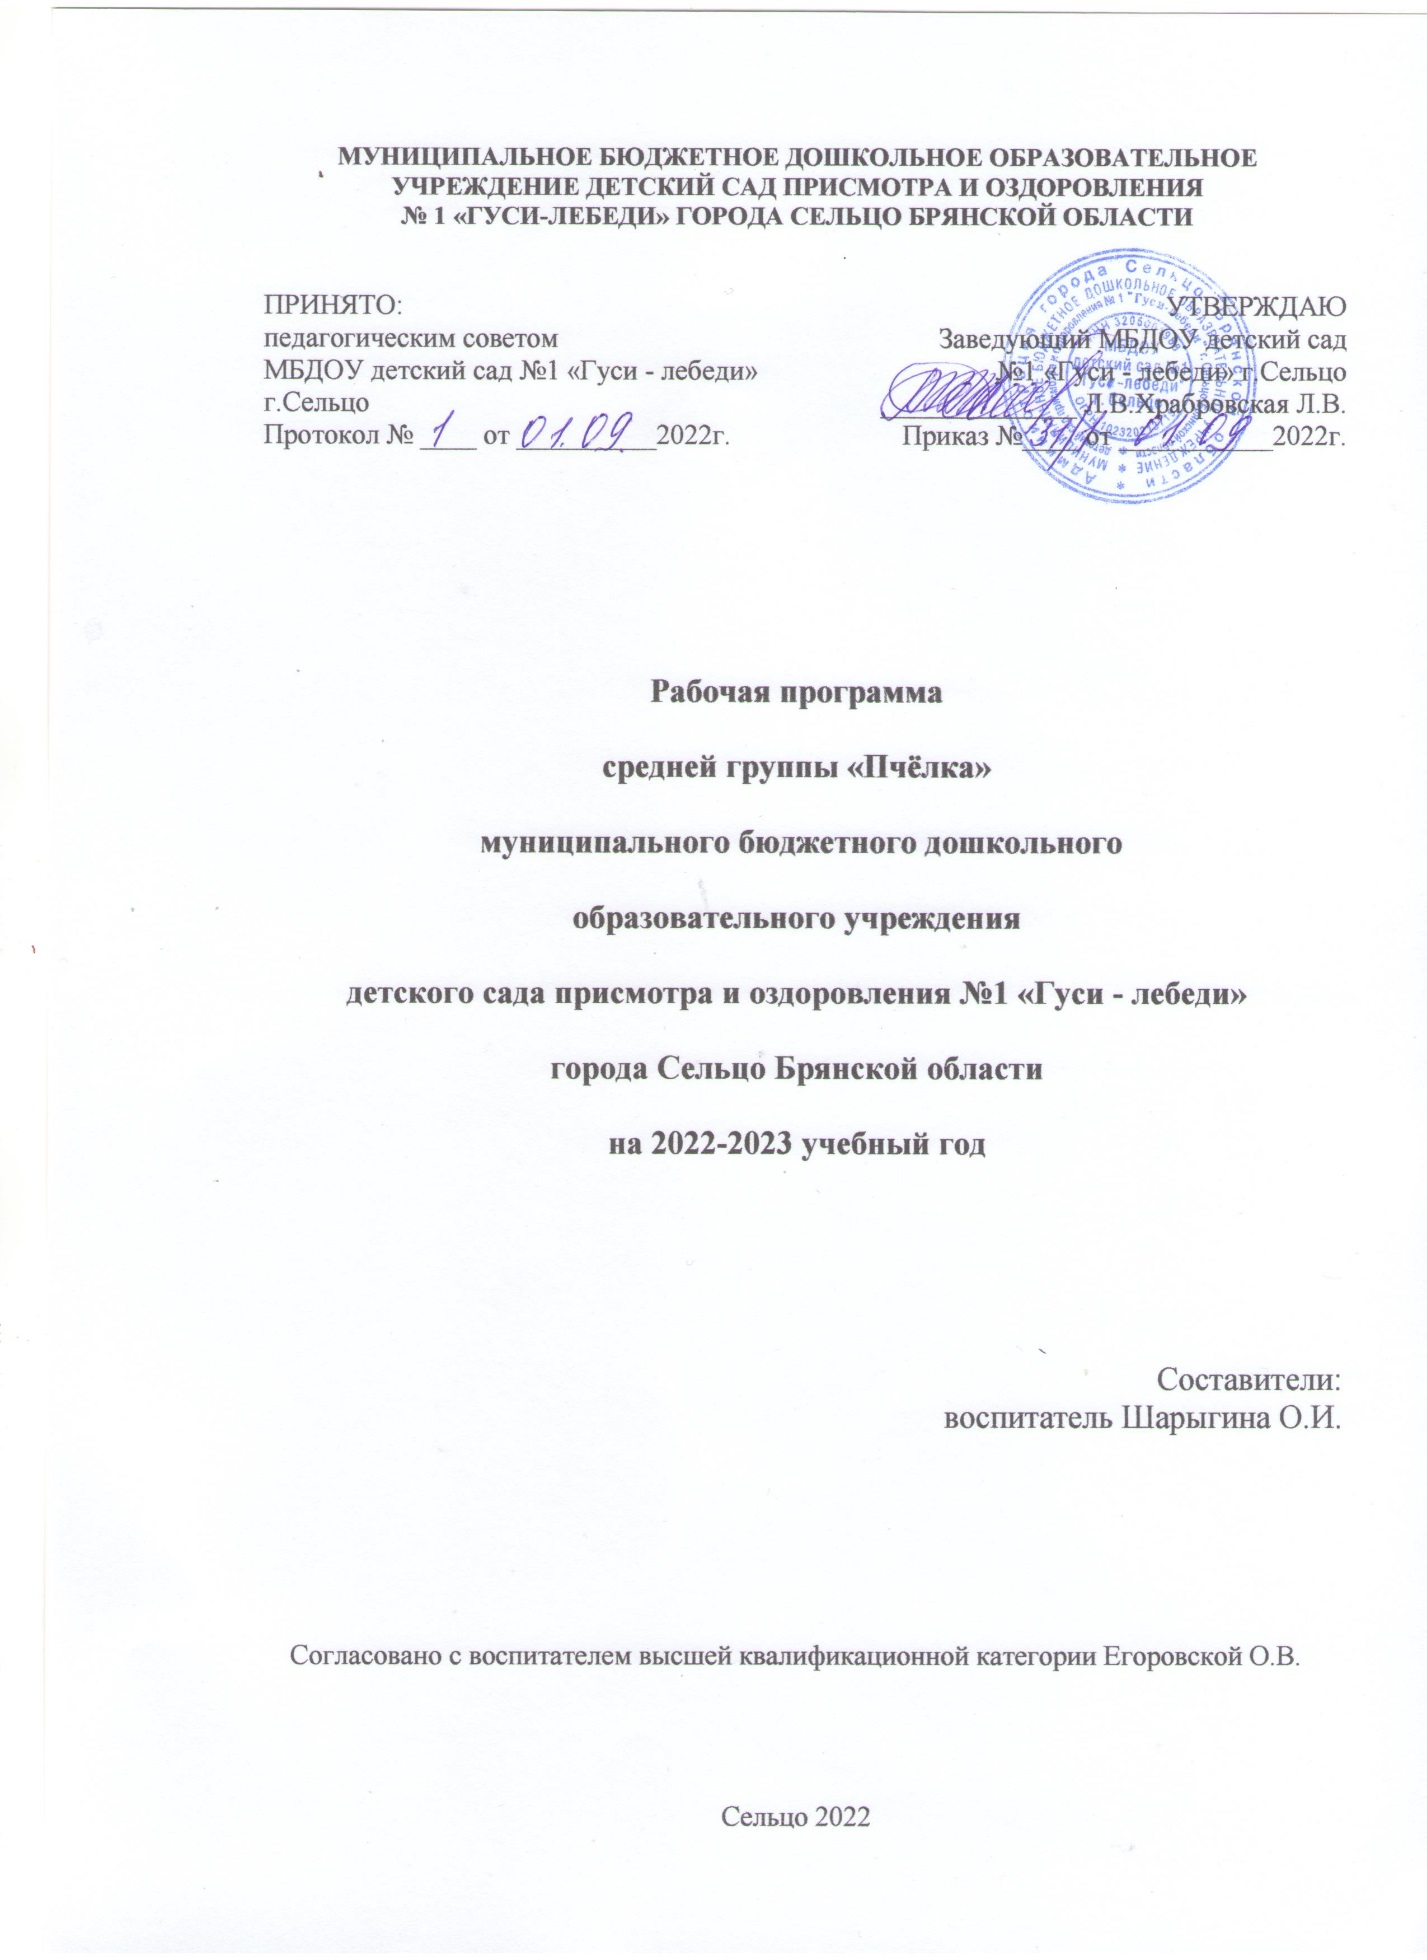 МУНИЦИПАЛЬНОЕ БЮДЖЕТНОЕ ДОШКОЛЬНОЕ ОБРАЗОВАТЕЛЬНОЕ
УЧРЕЖДЕНИЕ ДЕТСКИЙ САД ПРИСМОТРА И ОЗДОРОВЛЕНИЯ
№ 1 «ГУСИ-ЛЕБЕДИ» ГОРОДА СЕЛЬЦО БРЯНСКОЙ ОБЛАСТИ
ПРИНЯТО:
педагогическим советом
МБДОУ детский сад №1 «Гуси - лебеди»
г.Сельцо
Протокол № 1 от 01.09. 2022г.
УТВЕРЖДАЮ
Заведующий МБДОУ детский сад
№1 «Гуси - лебеди» г.Сельцо
Л.В.Храбровская Л.В.
Приказ № от 09 2022г.
Рабочая программа
средней группы «Пчёлка»
муниципального бюджетного дошкольного
образовательного учреждения
детского сада присмотра и оздоровления №1 «Гуси - лебеди»
города Сельцо Брянской области
на 2022-2023 учебный год
Составители:
воспитатель Шарыгина О.И.
Согласовано с воспитателем высшей квалификационной категории Егоровской О.В.
Сельцо 2022